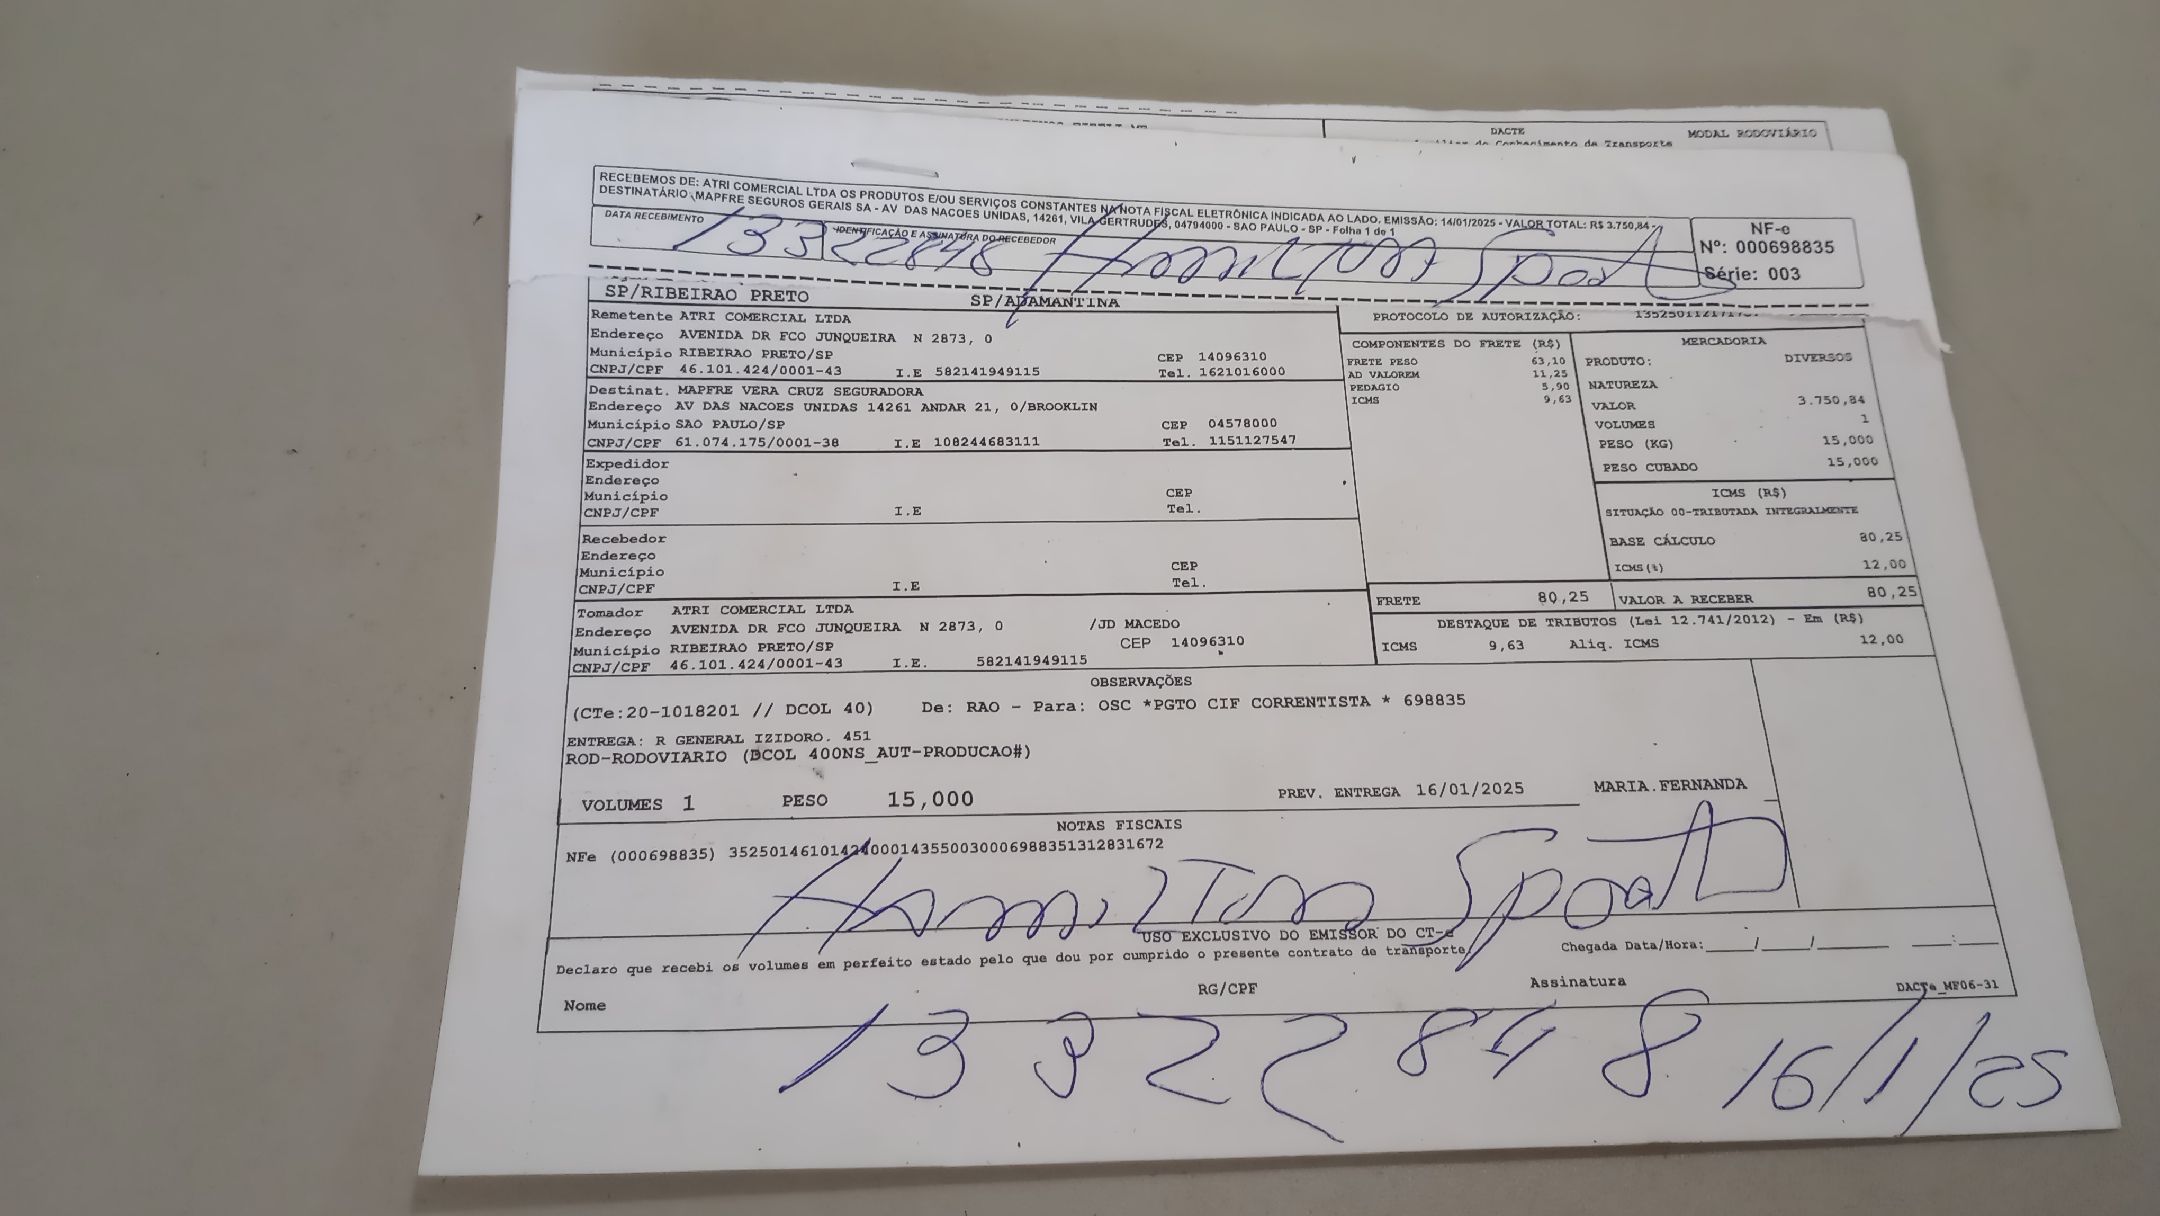 DACTE
MODAL RODOVIÁRIO
do Conhecimento de Transporte
RECEBEMOS DE: ATRI COMERCIAL LTDA OS PRODUTOS E/OU SERVIÇOS CONSTANTES NA NOTA FISCAL ELETRÔNICA INDICADA AO LADO. EMISSÃO: 14/01/2025 - VALOR TOTAL: R$ 3.750,84 -
DESTINATÁRIO: MAPFRE SEGUROS GERAIS SA - AV DAS NACOES UNIDAS, 14261, VILA GERTRUDES, 04794000 - SAO PAULO - SP - Folha 1 de 1
DATA RECEBIMENTO
IDENTIFICAÇÃO E ASSINATURA DO RECEBEDOR
13322848 Hamilton
NF-e
Nº: 000698835
Série: 003
SP/RIBEIRAO PRETO SP/ADAMANTINA
Remetente ATRI COMERCIAL LTDA
Endereço AVENIDA DR FCO JUNQUEIRA N 2873, 0
Município RIBEIRAO PRETO/SP CEP 14096310
CNPJ/CPF 46.101.424/0001-43 I.E 582141949115 Tel. 1621016000
Destinat. MAPFRE VERA CRUZ SEGURADORA
Endereço AV DAS NACOES UNIDAS 14261 ANDAR 21, 0/BROOKLIN
Município SAO PAULO/SP CEP 04578000
CNPJ/CPF 61.074.175/0001-38 I.E 108244683111 Tel. 1151127547
Expedidor
Endereço
Município CEP
CNPJ/CPF I.E Tel.
Recebedor
Endereço
Município CEP
CNPJ/CPF I.E Tel.
Tomador ATRI COMERCIAL LTDA
Endereço AVENIDA DR FCO JUNQUEIRA N 2873, 0 /JD MACEDO
Município RIBEIRAO PRETO/SP CEP 14096310
CNPJ/CPF 46.101.424/0001-43 I.E. 582141949115
PROTOCOLO DE AUTORIZAÇÃO:
COMPONENTES DO FRETE (R$)
FRETE PESO 63,10
AD VALOREM 11,25
PEDAGIO 5,90
ICMS 9,63
MERCADORIA
PRODUTO: DIVERSOS
NATUREZA
VALOR 3.750,84
VOLUMES 1
PESO (KG) 15,000
PESO CUBADO 15,000
ICMS (R$)
SITUAÇÃO 00-TRIBUTADA INTEGRALMENTE
BASE CÁLCULO 80,25
ICMS(%) 12,00
FRETE 80,25 VALOR A RECEBER 80,25
DESTAQUE DE TRIBUTOS (Lei 12.741/2012) - Em (R$)
ICMS 9,63 Aliq. ICMS 12,00
OBSERVAÇÕES
(CTe:20-1018201 // DCOL 40) De: RAO - Para: OSC *PGTO CIF CORRENTISTA * 698835
ENTREGA: R GENERAL IZIDORO. 451
ROD-RODOVIARIO (DCOL 400NS_AUT-PRODUCAO#)
VOLUMES 1 PESO 15,000 PREV. ENTREGA 16/01/2025 MARIA.FERNANDA
NOTAS FISCAIS
NFe (000698835) 35250146101424000143550030006988351312831672
Hamilton
USO EXCLUSIVO DO EMISSOR DO CT-e
Declaro que recebi os volumes em perfeito estado pelo que dou por cumprido o presente contrato de transporte
Chegada Data/Hora:____/____/______ ___:___
Nome RG/CPF Assinatura DACTe_MF06-31
13322848 16/1/25